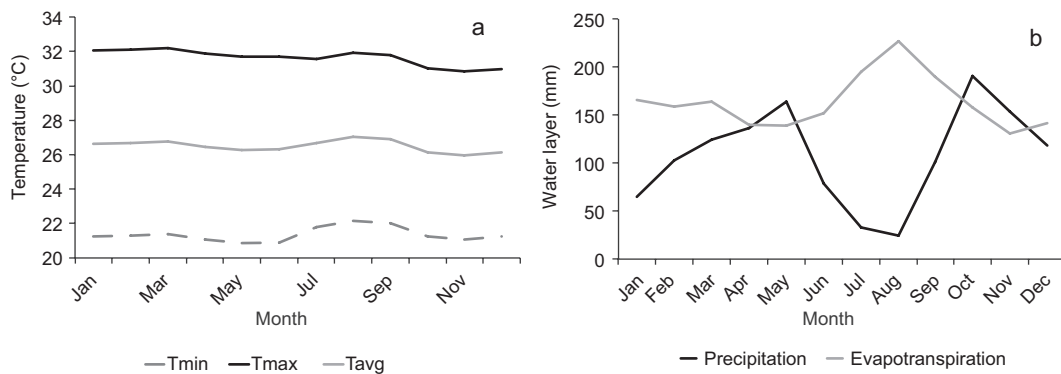 a
Temperature (°C)
34
32
30
28
26
24
22
20
Jan Mar May Jul Sep Nov
Month
Tmin Tmax Tavg
b
Water layer (mm)
250
200
150
100
50
0
Jan Feb Mar Apr May Jun Jul Aug Sep Oct Nov Dec
Month
Precipitation Evapotranspiration